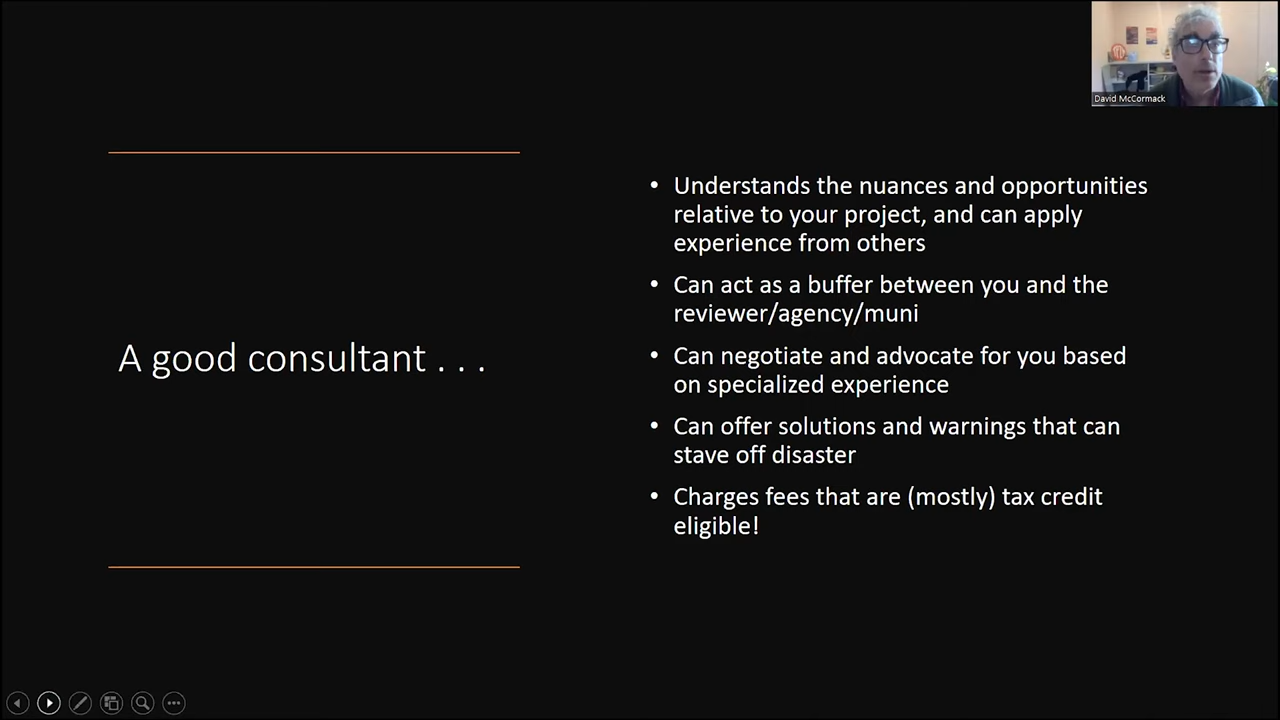 David McCormack
A good consultant . . .
• Understands the nuances and opportunities
relative to your project, and can apply
experience from others
• Can act as a buffer between you and the
reviewer/agency/muni
• Can negotiate and advocate for you based
on specialized experience
• Can offer solutions and warnings that can
stave off disaster
• Charges fees that are (mostly) tax credit
eligible!